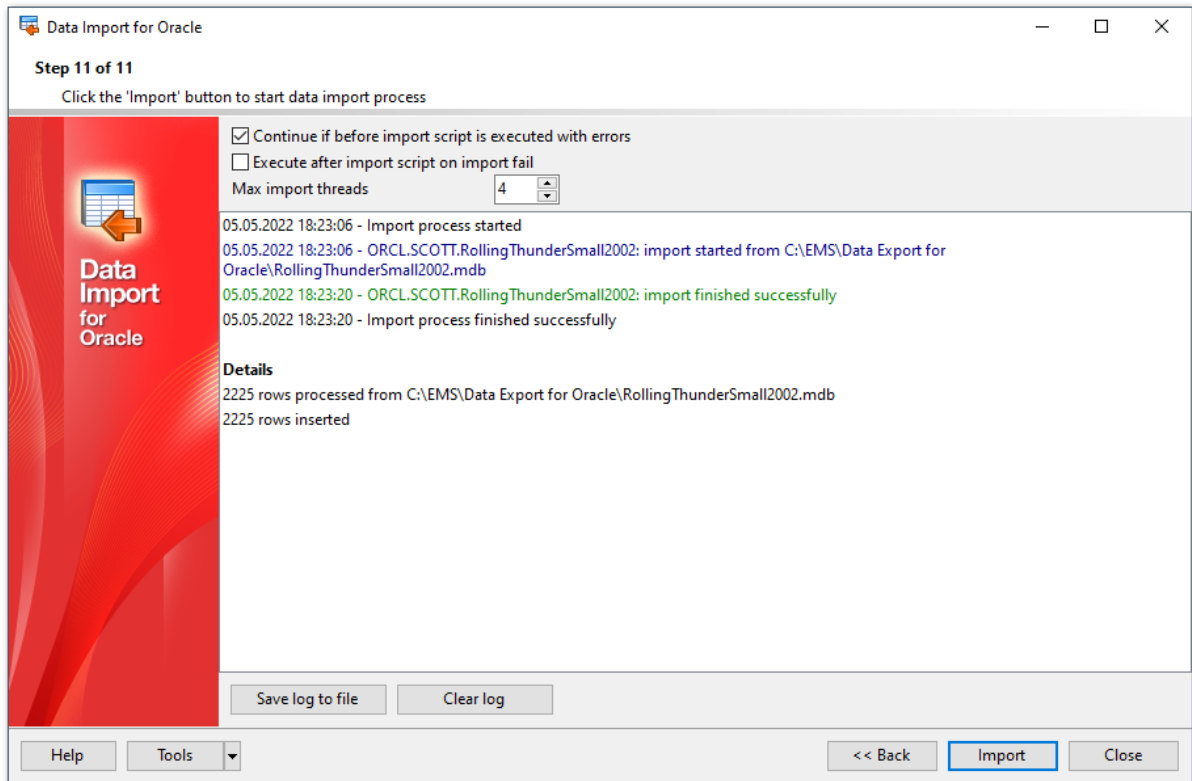 Data Import for Oracle
Step 11 of 11
Click the 'Import' button to start data import process
Data
Import
for
Oracle
Continue if before import script is executed with errors
Execute after import script on import fail
Max import threads 4
05.05.2022 18:23:06 - Import process started
05.05.2022 18:23:06 - ORCL.SCOTT.RollingThunderSmall2002: import started from C:\EMS\Data Export for
Oracle\RollingThunderSmall2002.mdb
05.05.2022 18:23:20 - ORCL.SCOTT.RollingThunderSmall2002: import finished successfully
05.05.2022 18:23:20 - Import process finished successfully
Details
2225 rows processed from C:\EMS\Data Export for Oracle\RollingThunderSmall2002.mdb
2225 rows inserted
Save log to file Clear log
Help Tools << Back Import Close